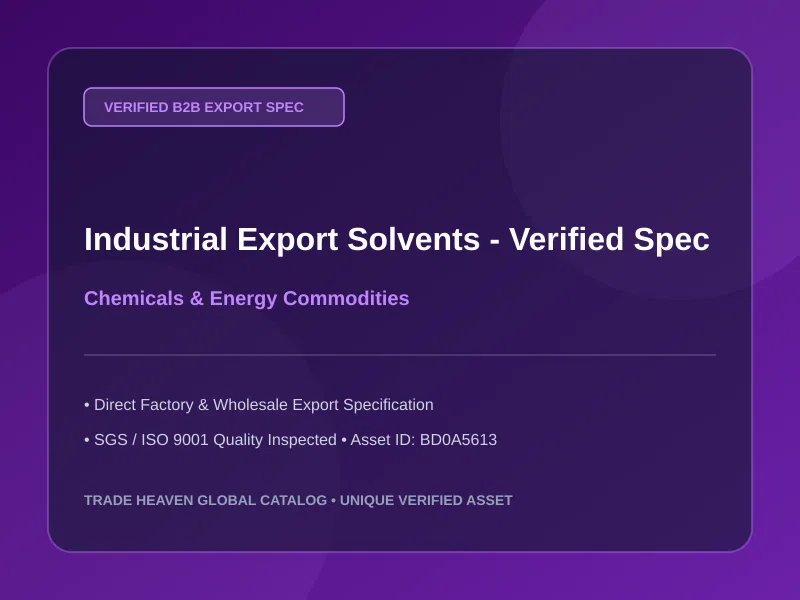 VERIFIED B2B EXPORT SPEC
Industrial Export Solvents - Verified Spec
Chemicals & Energy Commodities
• Direct Factory & Wholesale Export Specification
• SGS / ISO 9001 Quality Inspected • Asset ID: BD0A5613
TRADE HEAVEN GLOBAL CATALOG • UNIQUE VERIFIED ASSET